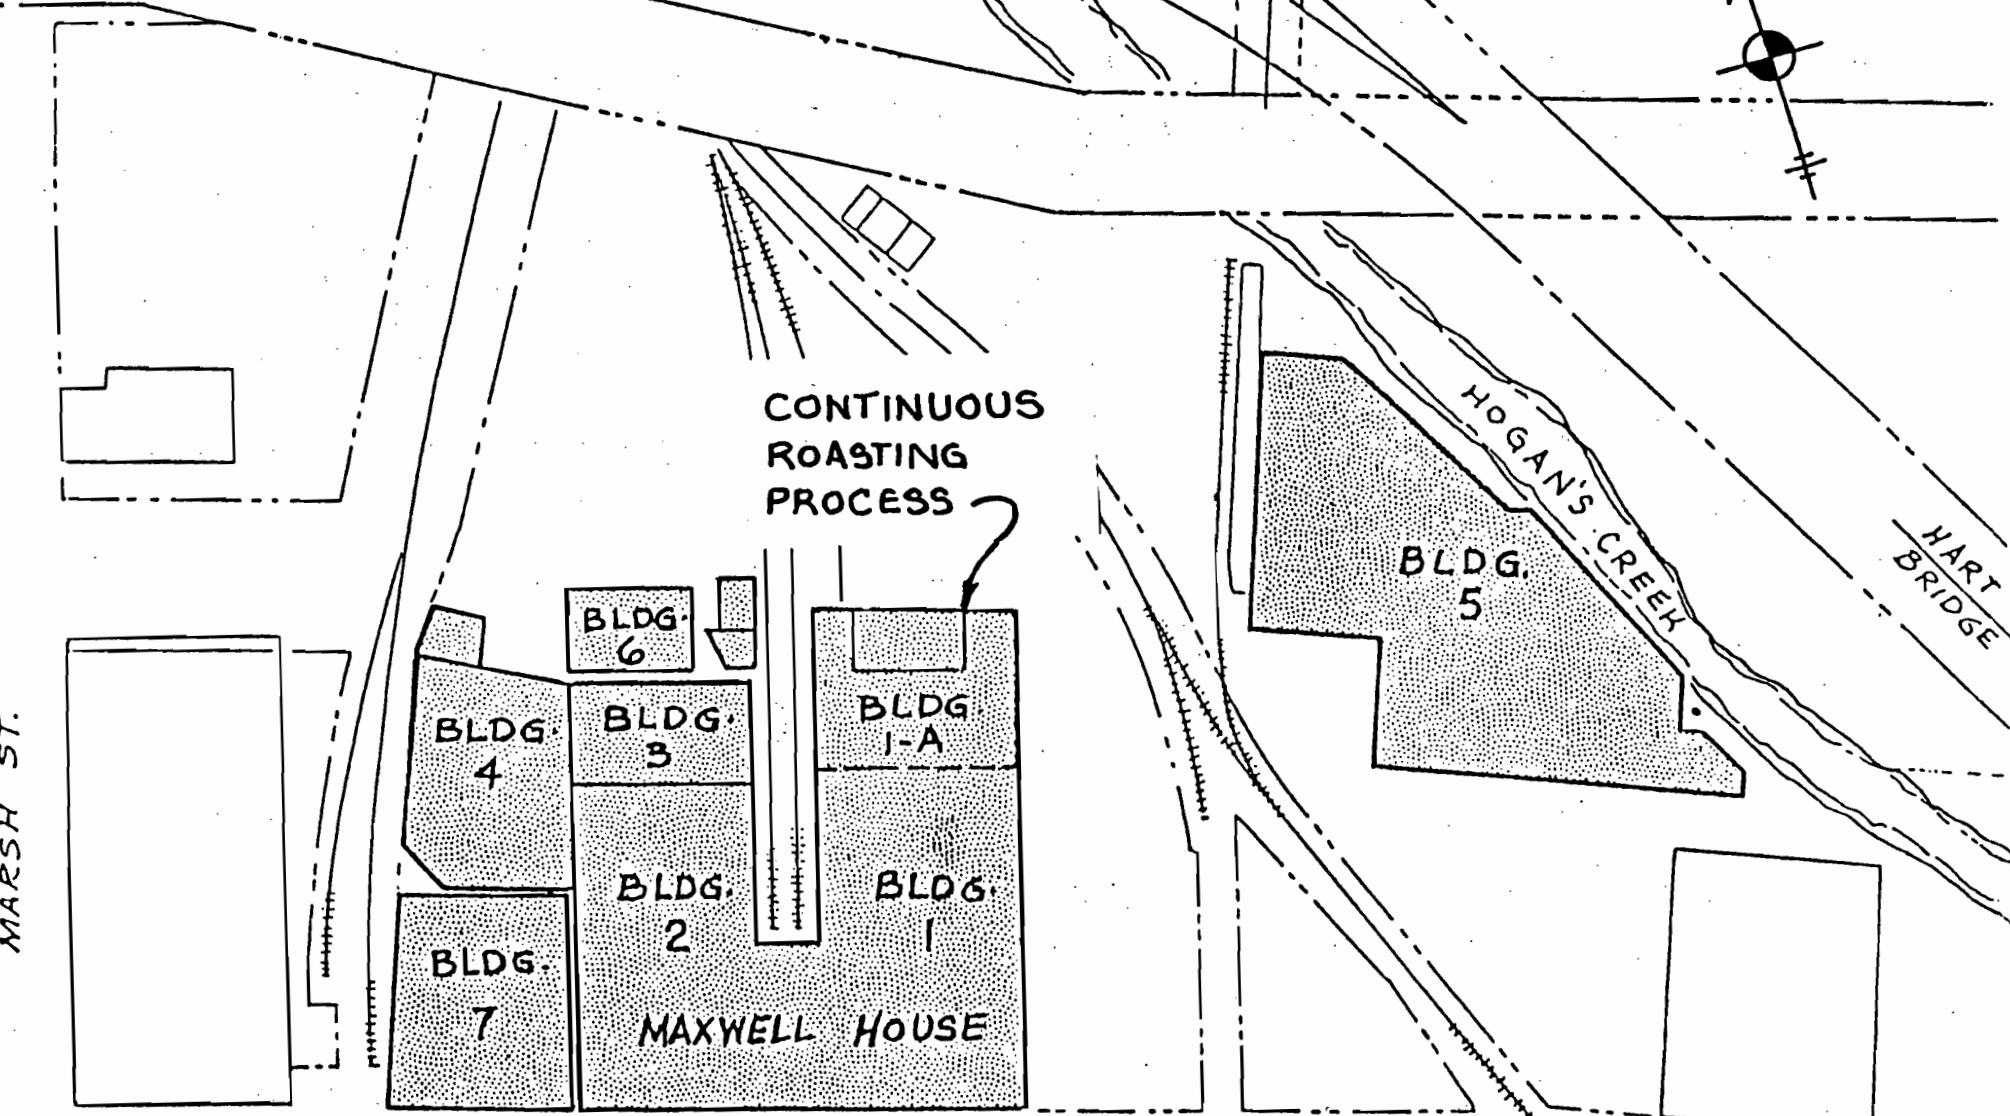 CONTINUOUS
ROASTING
PROCESS
HOGAN'S CREEK
HART
BRIDGE
BLDG.
5
BLDG.
6
BLDG.
1-A
BLDG.
4
BLDG.
3
BLDG.
2
BLDG.
1
BLDG.
7
MAXWELL HOUSE
MARSH ST.